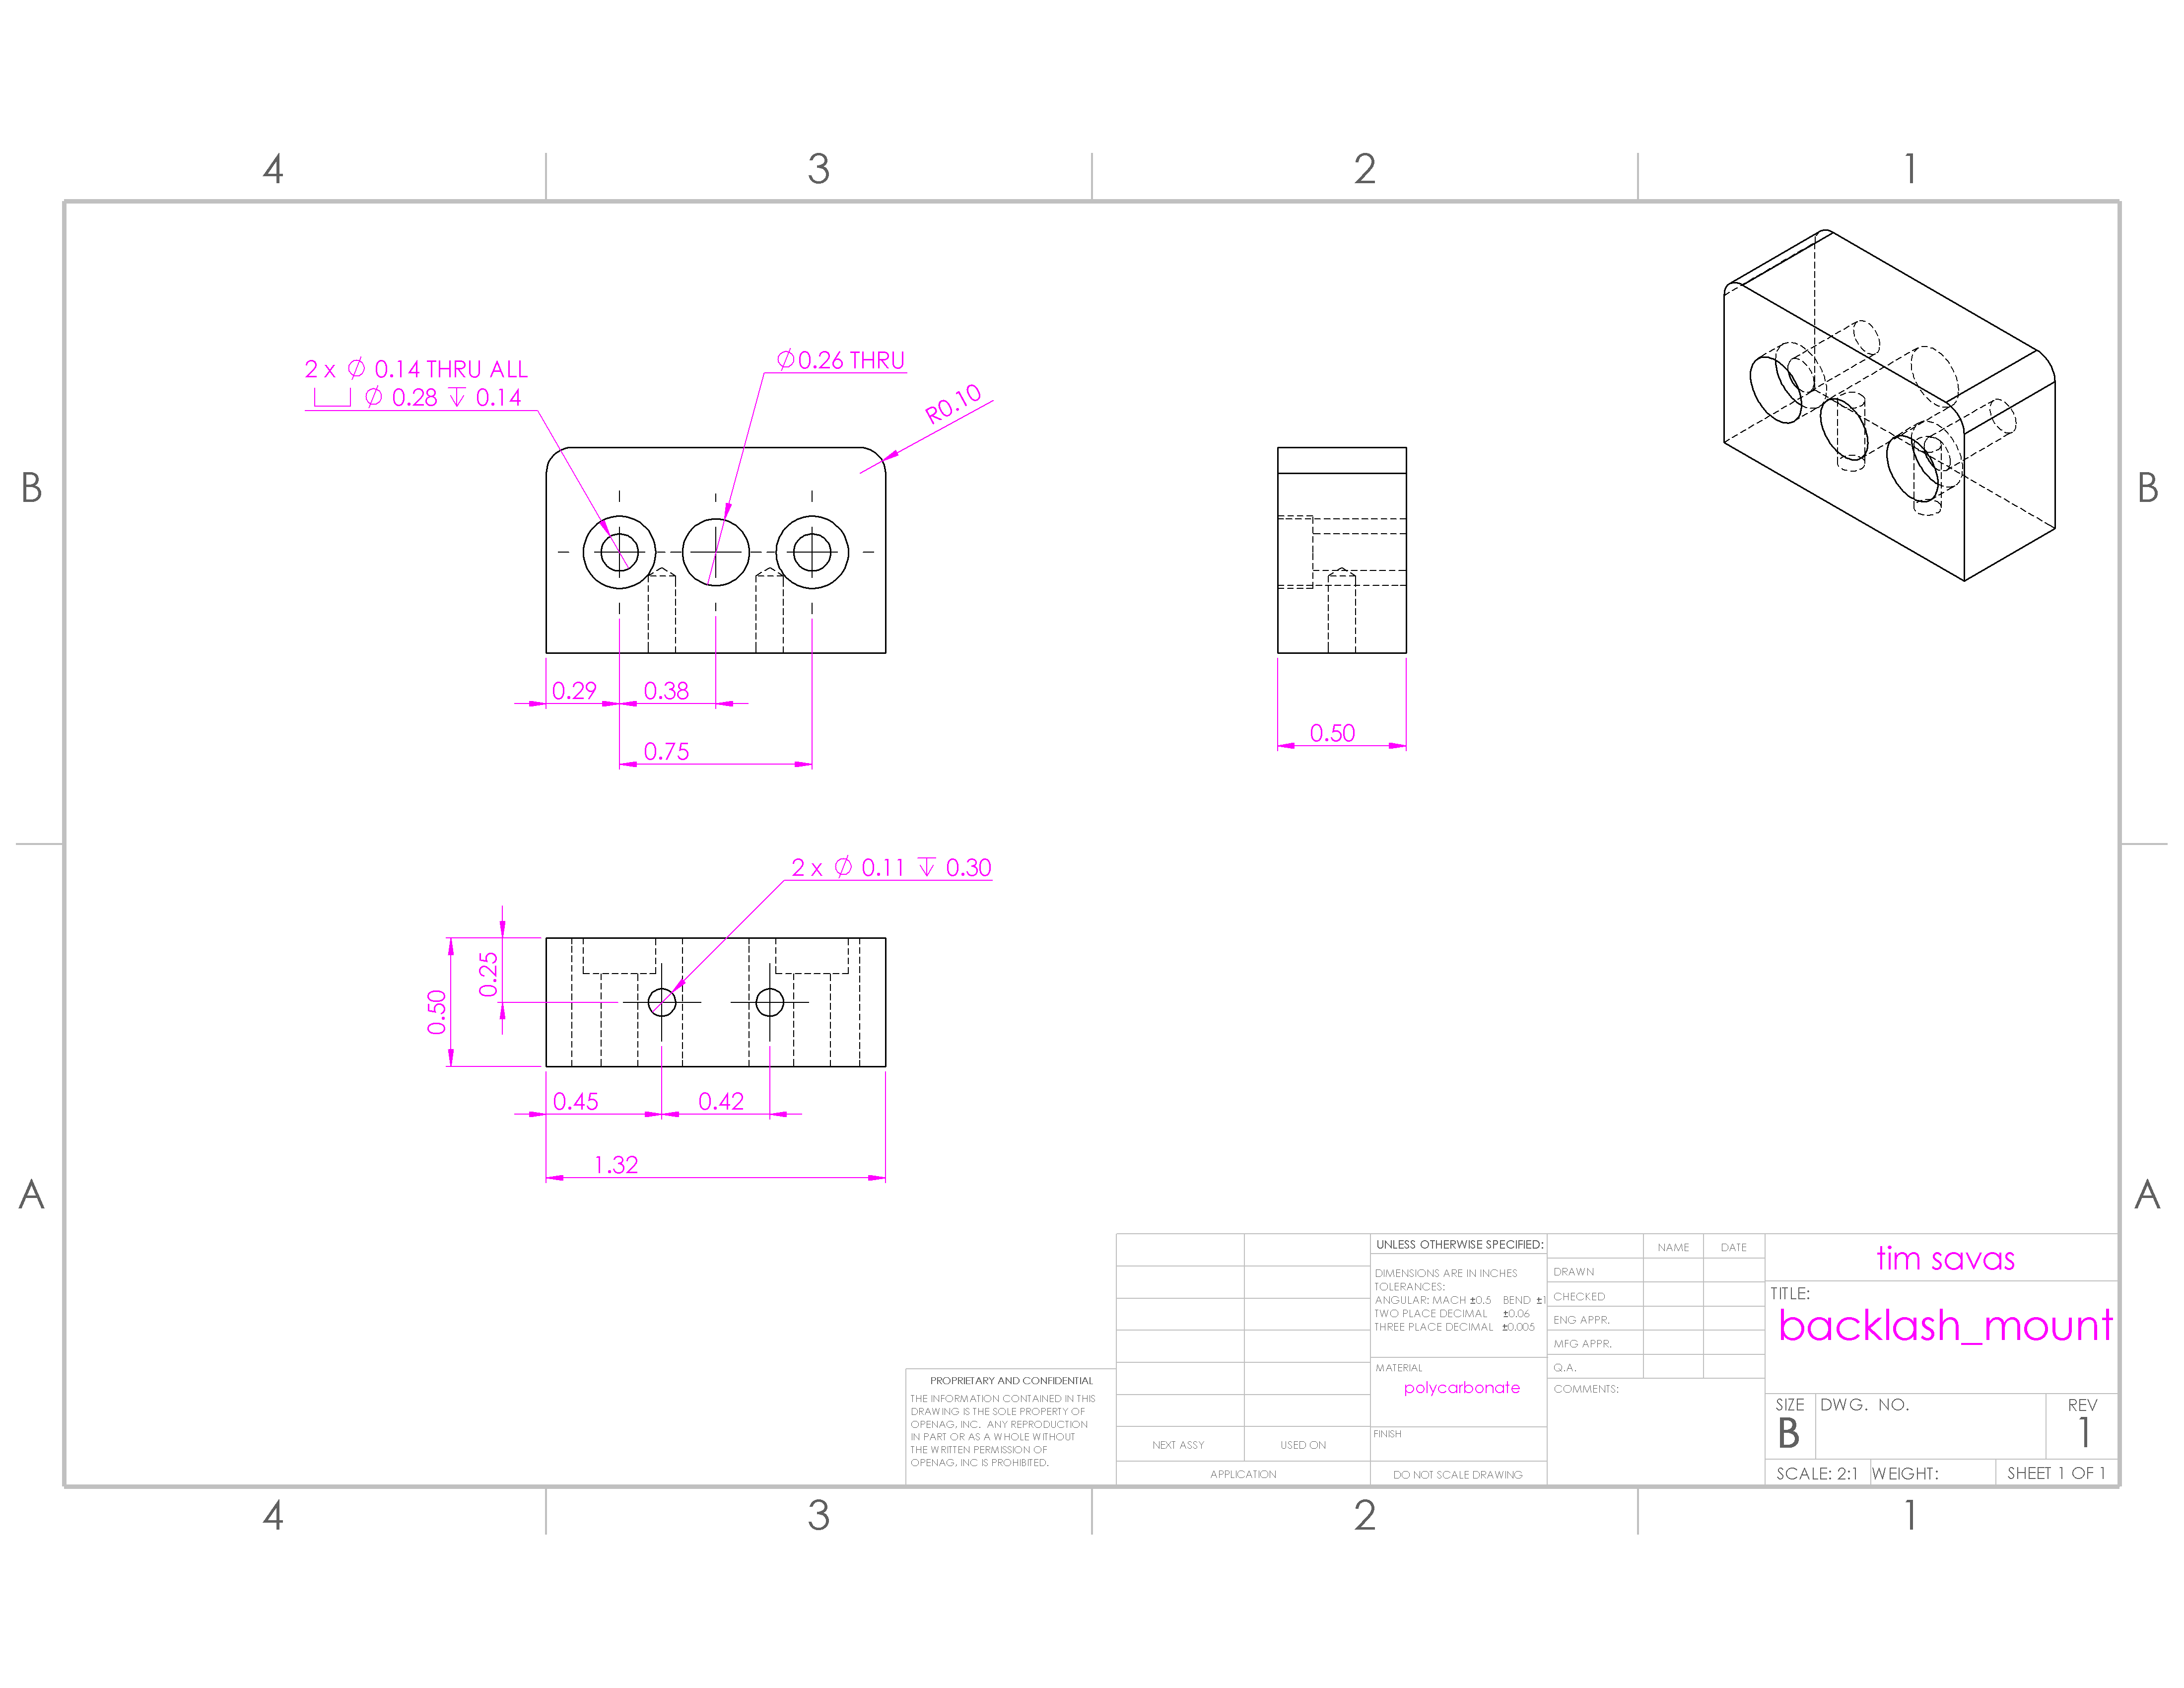 4 3 2 1
B B
2 x ⌀ 0.14 THRU ALL
⌴ ⌀ 0.28 ↧ 0.14
⌀0.26 THRU
R0.10
0.29 0.38
0.75
0.50
2 x ⌀ 0.11 ↧ 0.30
0.25
0.50
0.45 0.42
1.32
A A
PROPRIETARY AND CONFIDENTIAL
THE INFORMATION CONTAINED IN THIS
DRAWING IS THE SOLE PROPERTY OF
OPENAG, INC. ANY REPRODUCTION
IN PART OR AS A WHOLE WITHOUT
THE WRITTEN PERMISSION OF
OPENAG, INC IS PROHIBITED.
NEXT ASSY USED ON
APPLICATION
UNLESS OTHERWISE SPECIFIED:
DIMENSIONS ARE IN INCHES
TOLERANCES:
ANGULAR: MACH ±0.5 BEND ±1
TWO PLACE DECIMAL ±0.06
THREE PLACE DECIMAL ±0.005
MATERIAL
polycarbonate
FINISH
DO NOT SCALE DRAWING
NAME DATE
DRAWN
CHECKED
ENG APPR.
MFG APPR.
Q.A.
COMMENTS:
tim savas
TITLE:
backlash_mount
SIZE DWG. NO. REV
B 1
SCALE: 2:1 WEIGHT: SHEET 1 OF 1
4 3 2 1